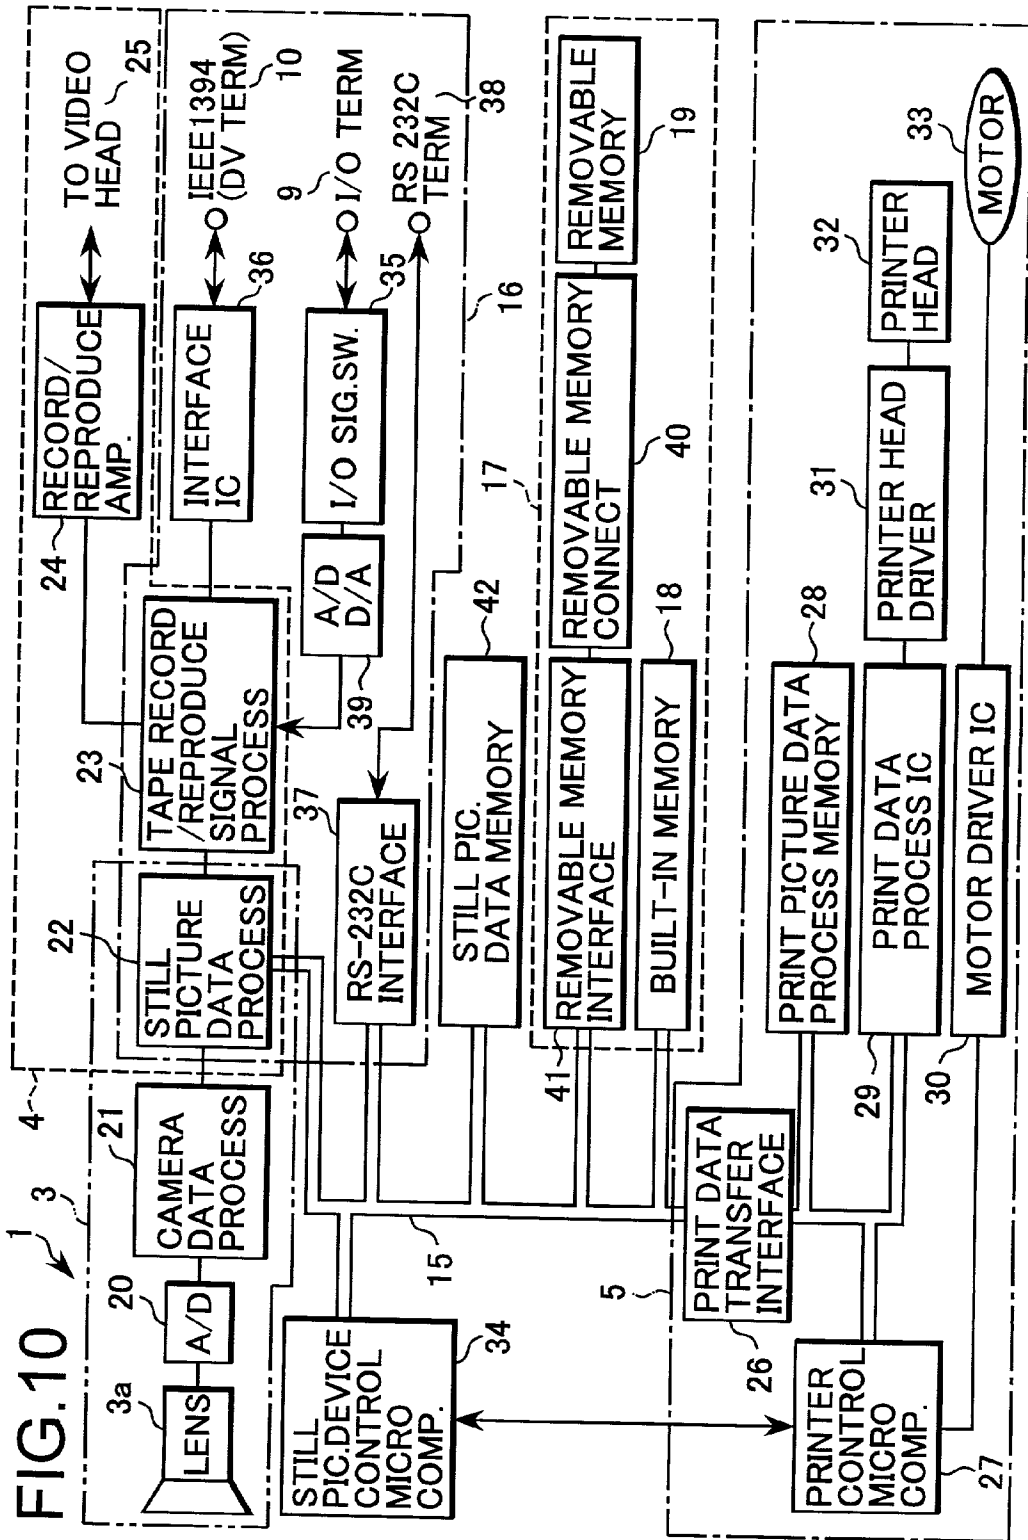 FIG.10
1
3
4
3a
LENS
20
A/D
21
CAMERA
DATA
PROCESS
22
STILL
PICTURE
DATA
PROCESS
23
TAPE RECORD
/REPRODUCE
SIGNAL
PROCESS
24
RECORD/
REPRODUCE
AMP.
TO VIDEO
HEAD
25
INTERFACE
IC
36
IEEE1394
(DV TERM)
10
9
I/O TERM
I/O SIG.SW.
35
A/D
D/A
39
RS 232C
TERM
38
37
RS-232C
INTERFACE
16
STILL
PIC.DEVICE
CONTROL
MICRO
COMP.
34
15
STILL PIC.
DATA MEMORY
42
17
41
REMOVABLE MEMORY
INTERFACE
REMOVABLE MEMORY
CONNECT
40
REMOVABLE
MEMORY
19
BUILT-IN MEMORY
18
5
PRINT DATA
TRANSFER
INTERFACE
26
PRINTER
CONTROL
MICRO
COMP.
27
PRINT PICTURE DATA
PROCESS MEMORY
28
PRINT DATA
PROCESS IC
29
MOTOR DRIVER IC
30
PRINTER HEAD
DRIVER
31
PRINTER
HEAD
32
MOTOR
33